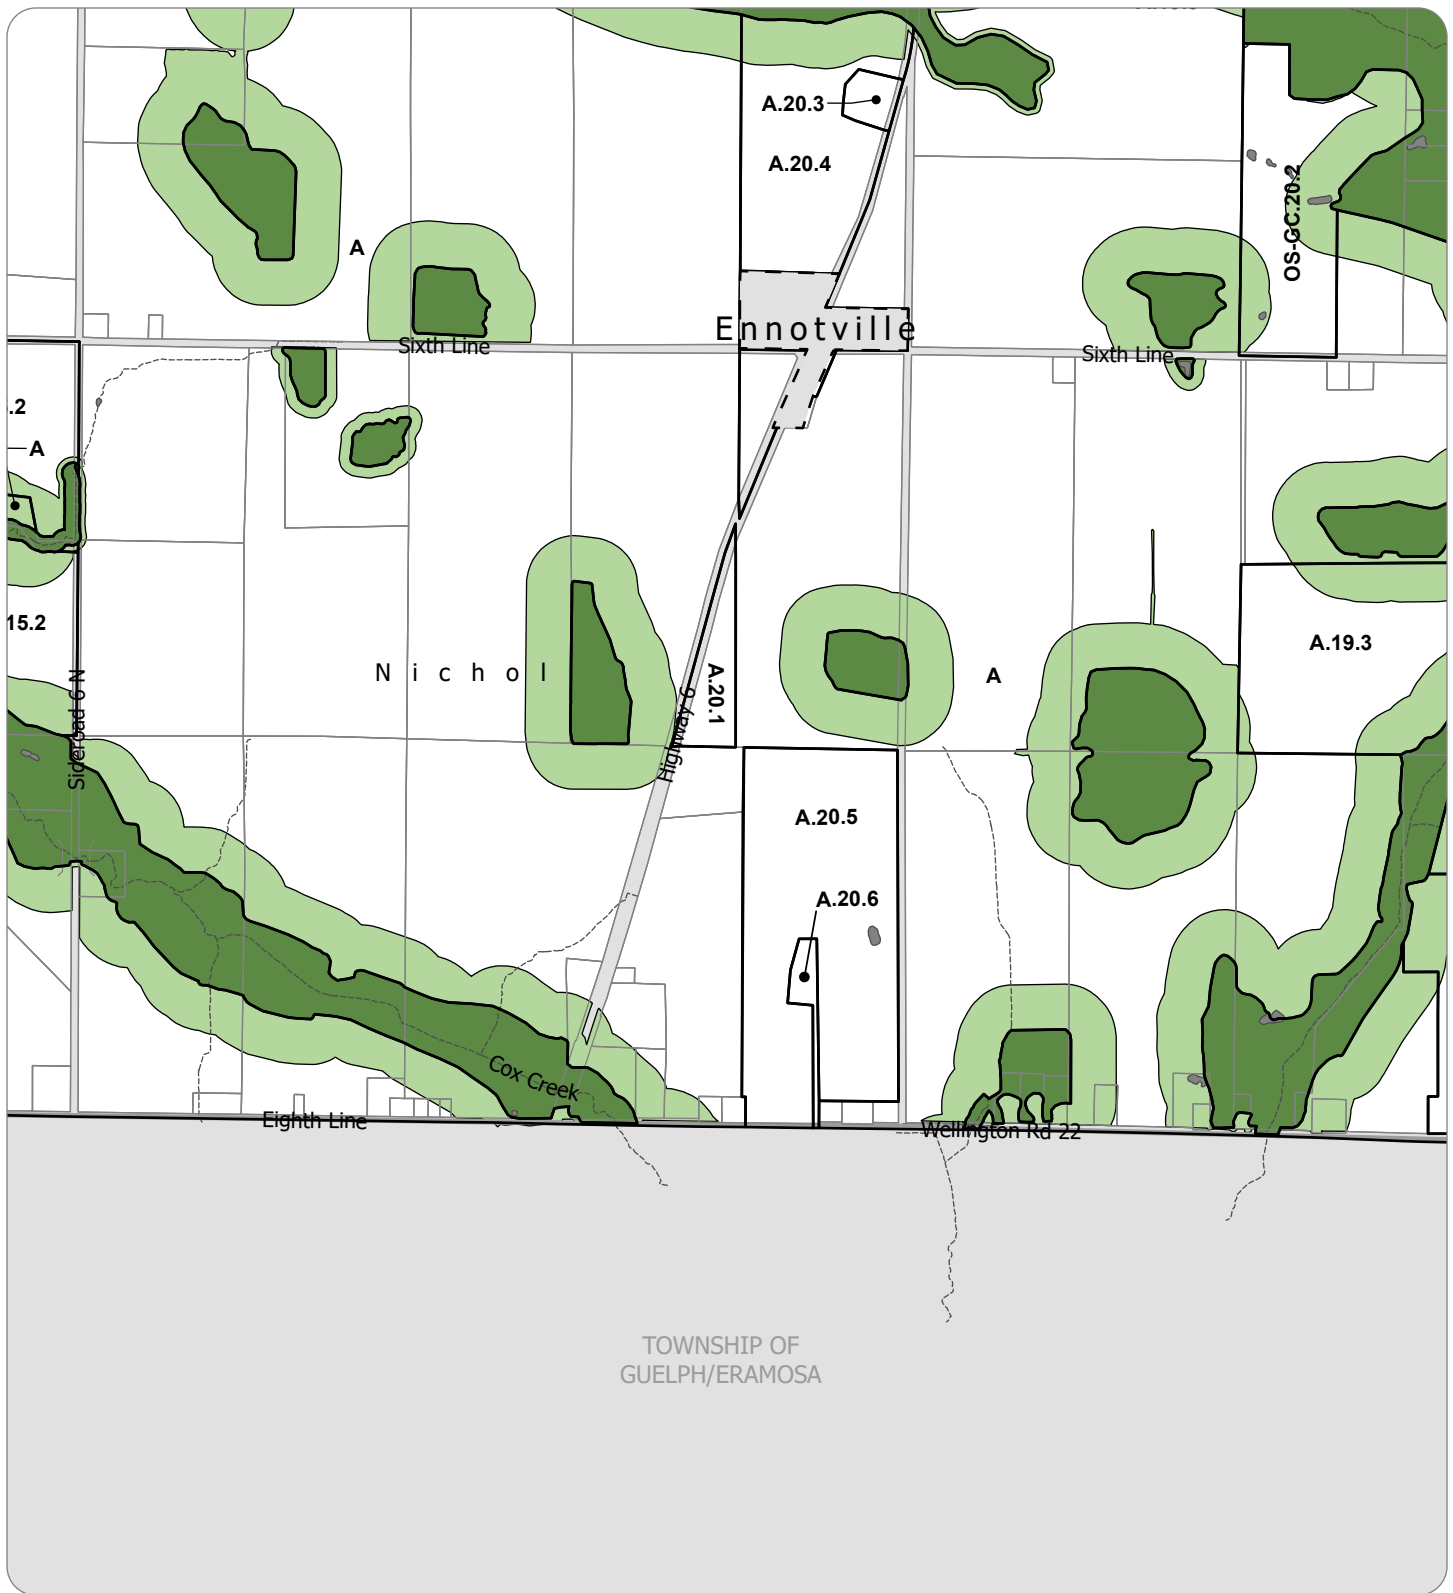 A.20.3
A.20.4
OS-GC.20.2
A
Ennotville
Sixth Line
Sixth Line
.2
A
15.2
A.19.3
Nichol
A
A.20.1
Sideroad 6 N
Highway 6
A.20.5
A.20.6
Cox Creek
Eighth Line
Wellington Rd 22
TOWNSHIP OF
GUELPH/ERAMOSA